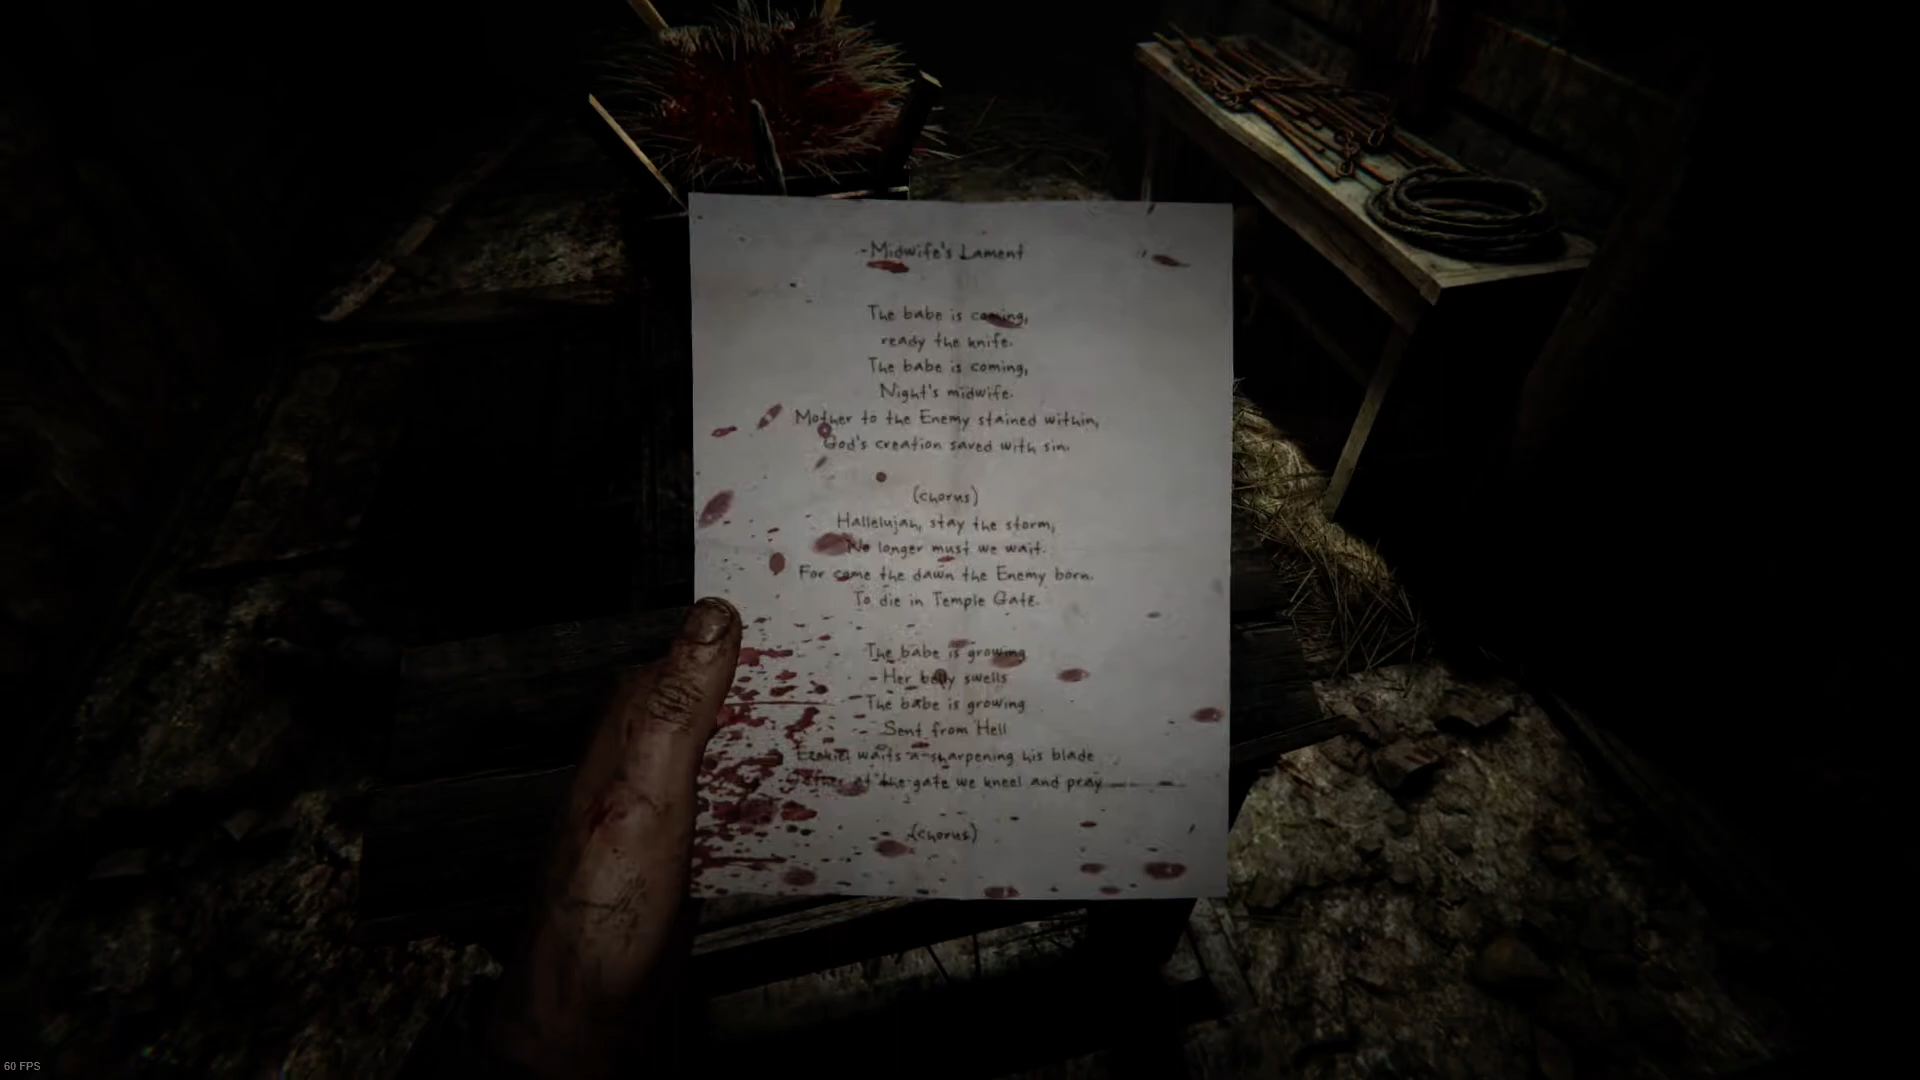 -Midwife's Lament
The babe is coming,
ready the knife.
The babe is coming,
Night's midwife.
Mother to the Enemy stained within,
God's creation saved with sin.
(chorus)
Hallelujah, stay the storm,
No longer must we wait.
For come the dawn the Enemy born.
To die in Temple Gate.
The babe is growing
- Her belly swells
The babe is growing
Sent from Hell
Ezekiel waits a-sharpening his blade
Gather at the gate we kneel and pray
(chorus)
60 FPS